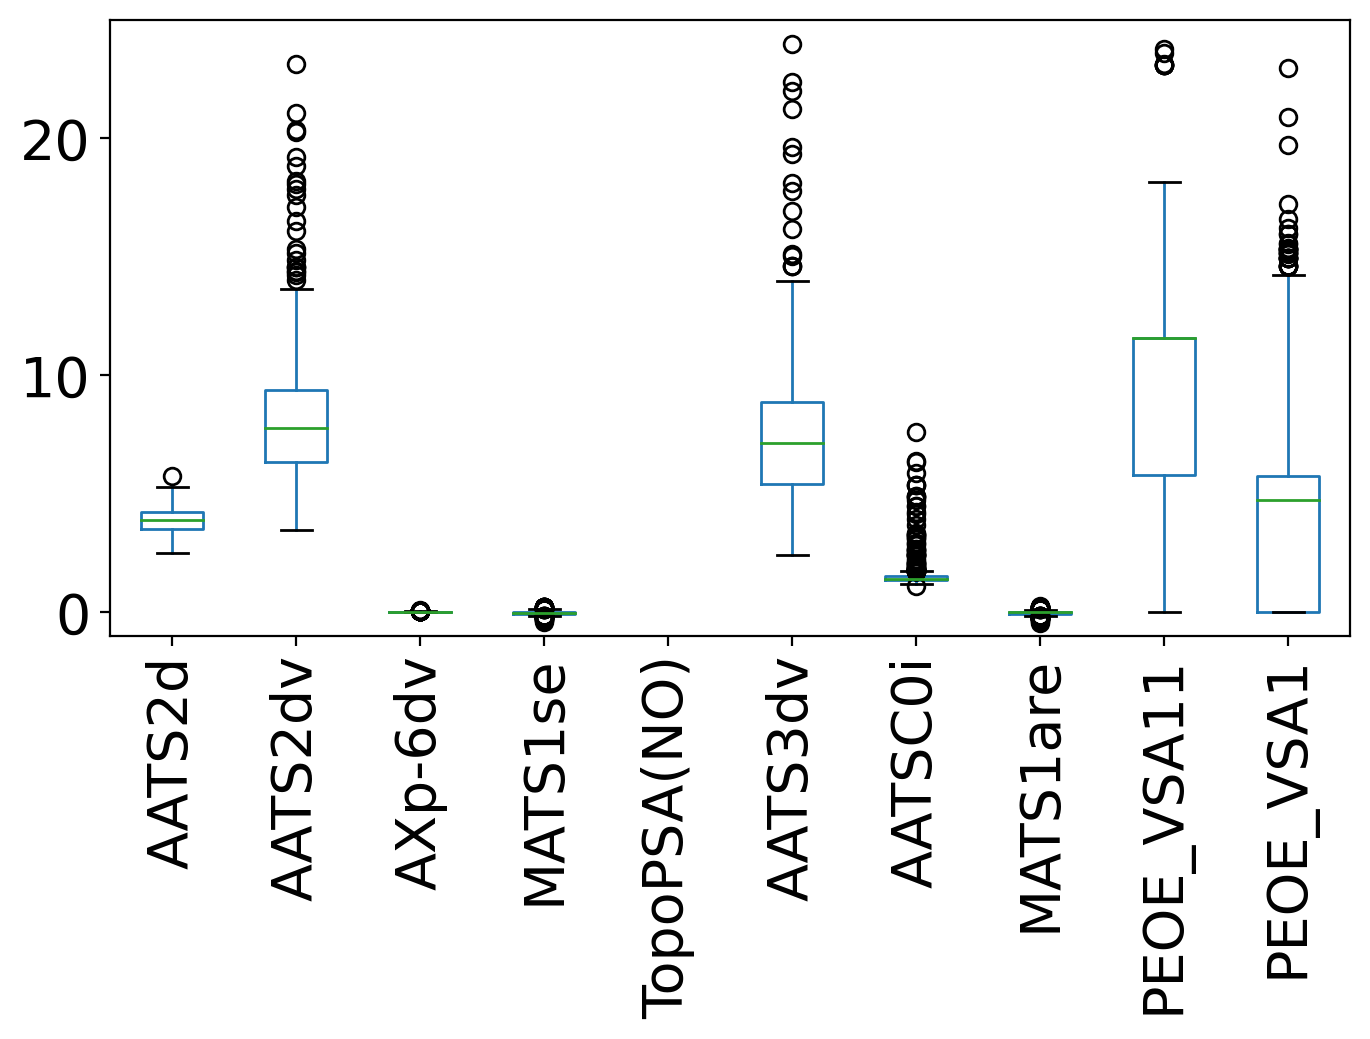 20
10
0
AATS2d
AATS2dv
AXp-6dv
MATS1se
TopoPSA(NO)
AATS3dv
AATSC0i
MATS1are
PEOE_VSA11
PEOE_VSA1